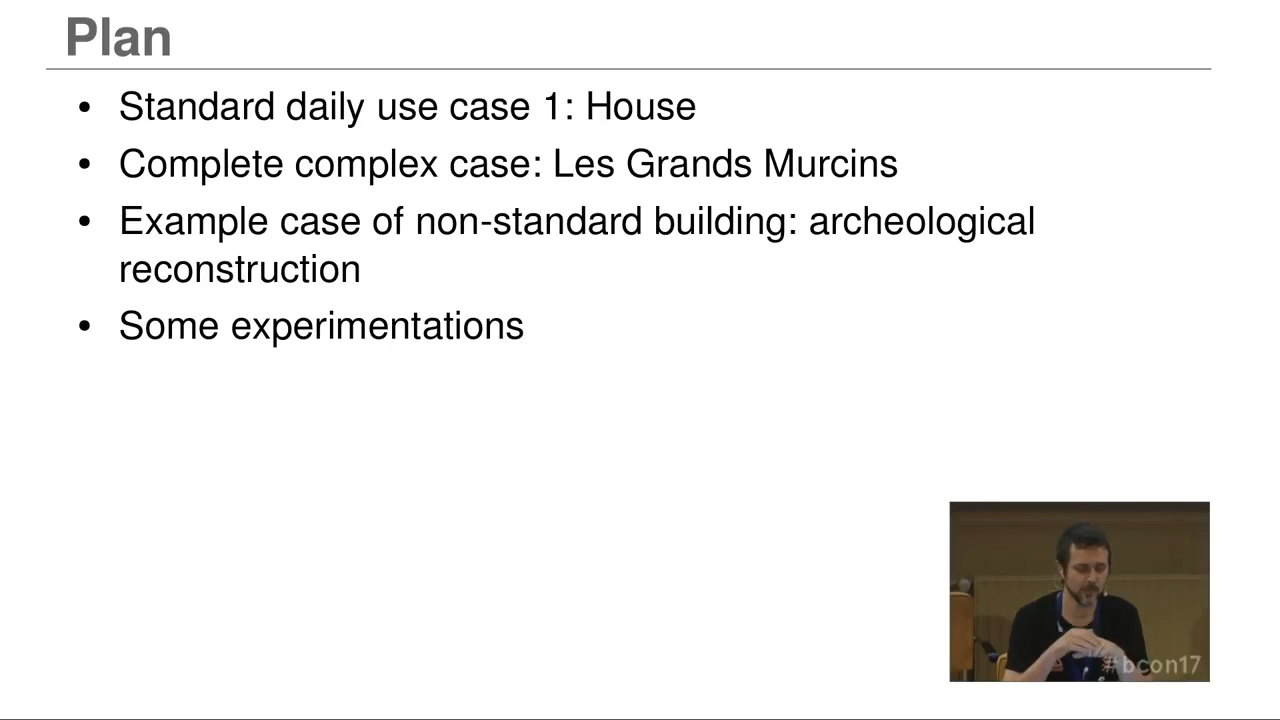 Plan
• Standard daily use case 1: House
• Complete complex case: Les Grands Murcins
• Example case of non-standard building: archeological
reconstruction
• Some experimentations
#bcon17